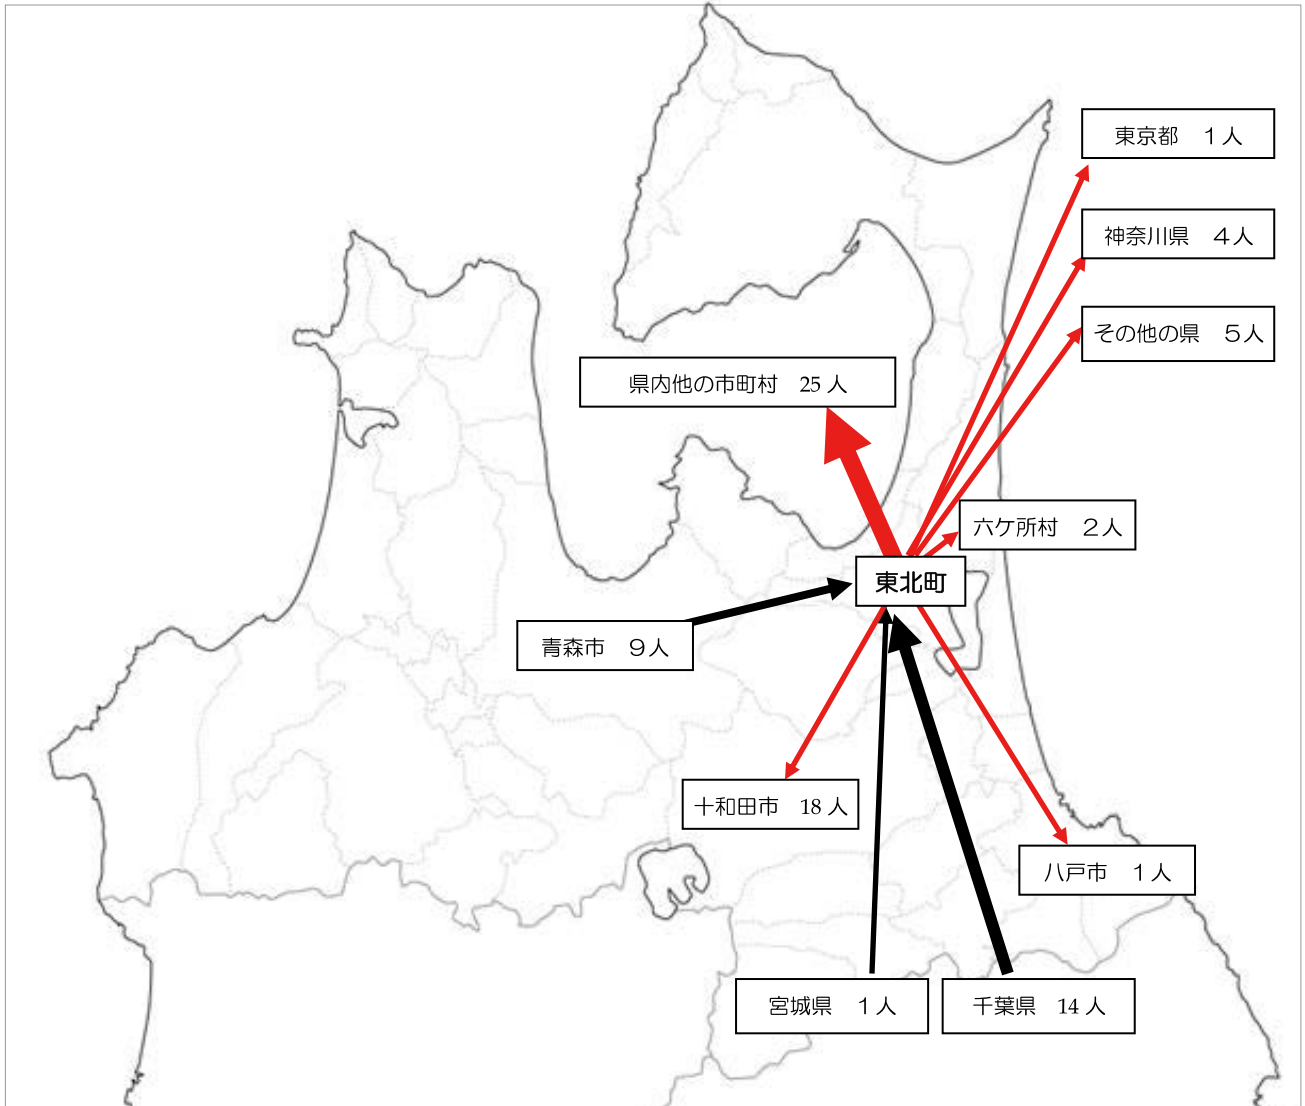 東京都　１人
神奈川県　４人
その他の県　５人
県内他の市町村　25 人
六ケ所村　２人
東北町
青森市　９人
十和田市　18 人
八戸市　１人
宮城県　１人
千葉県　14 人